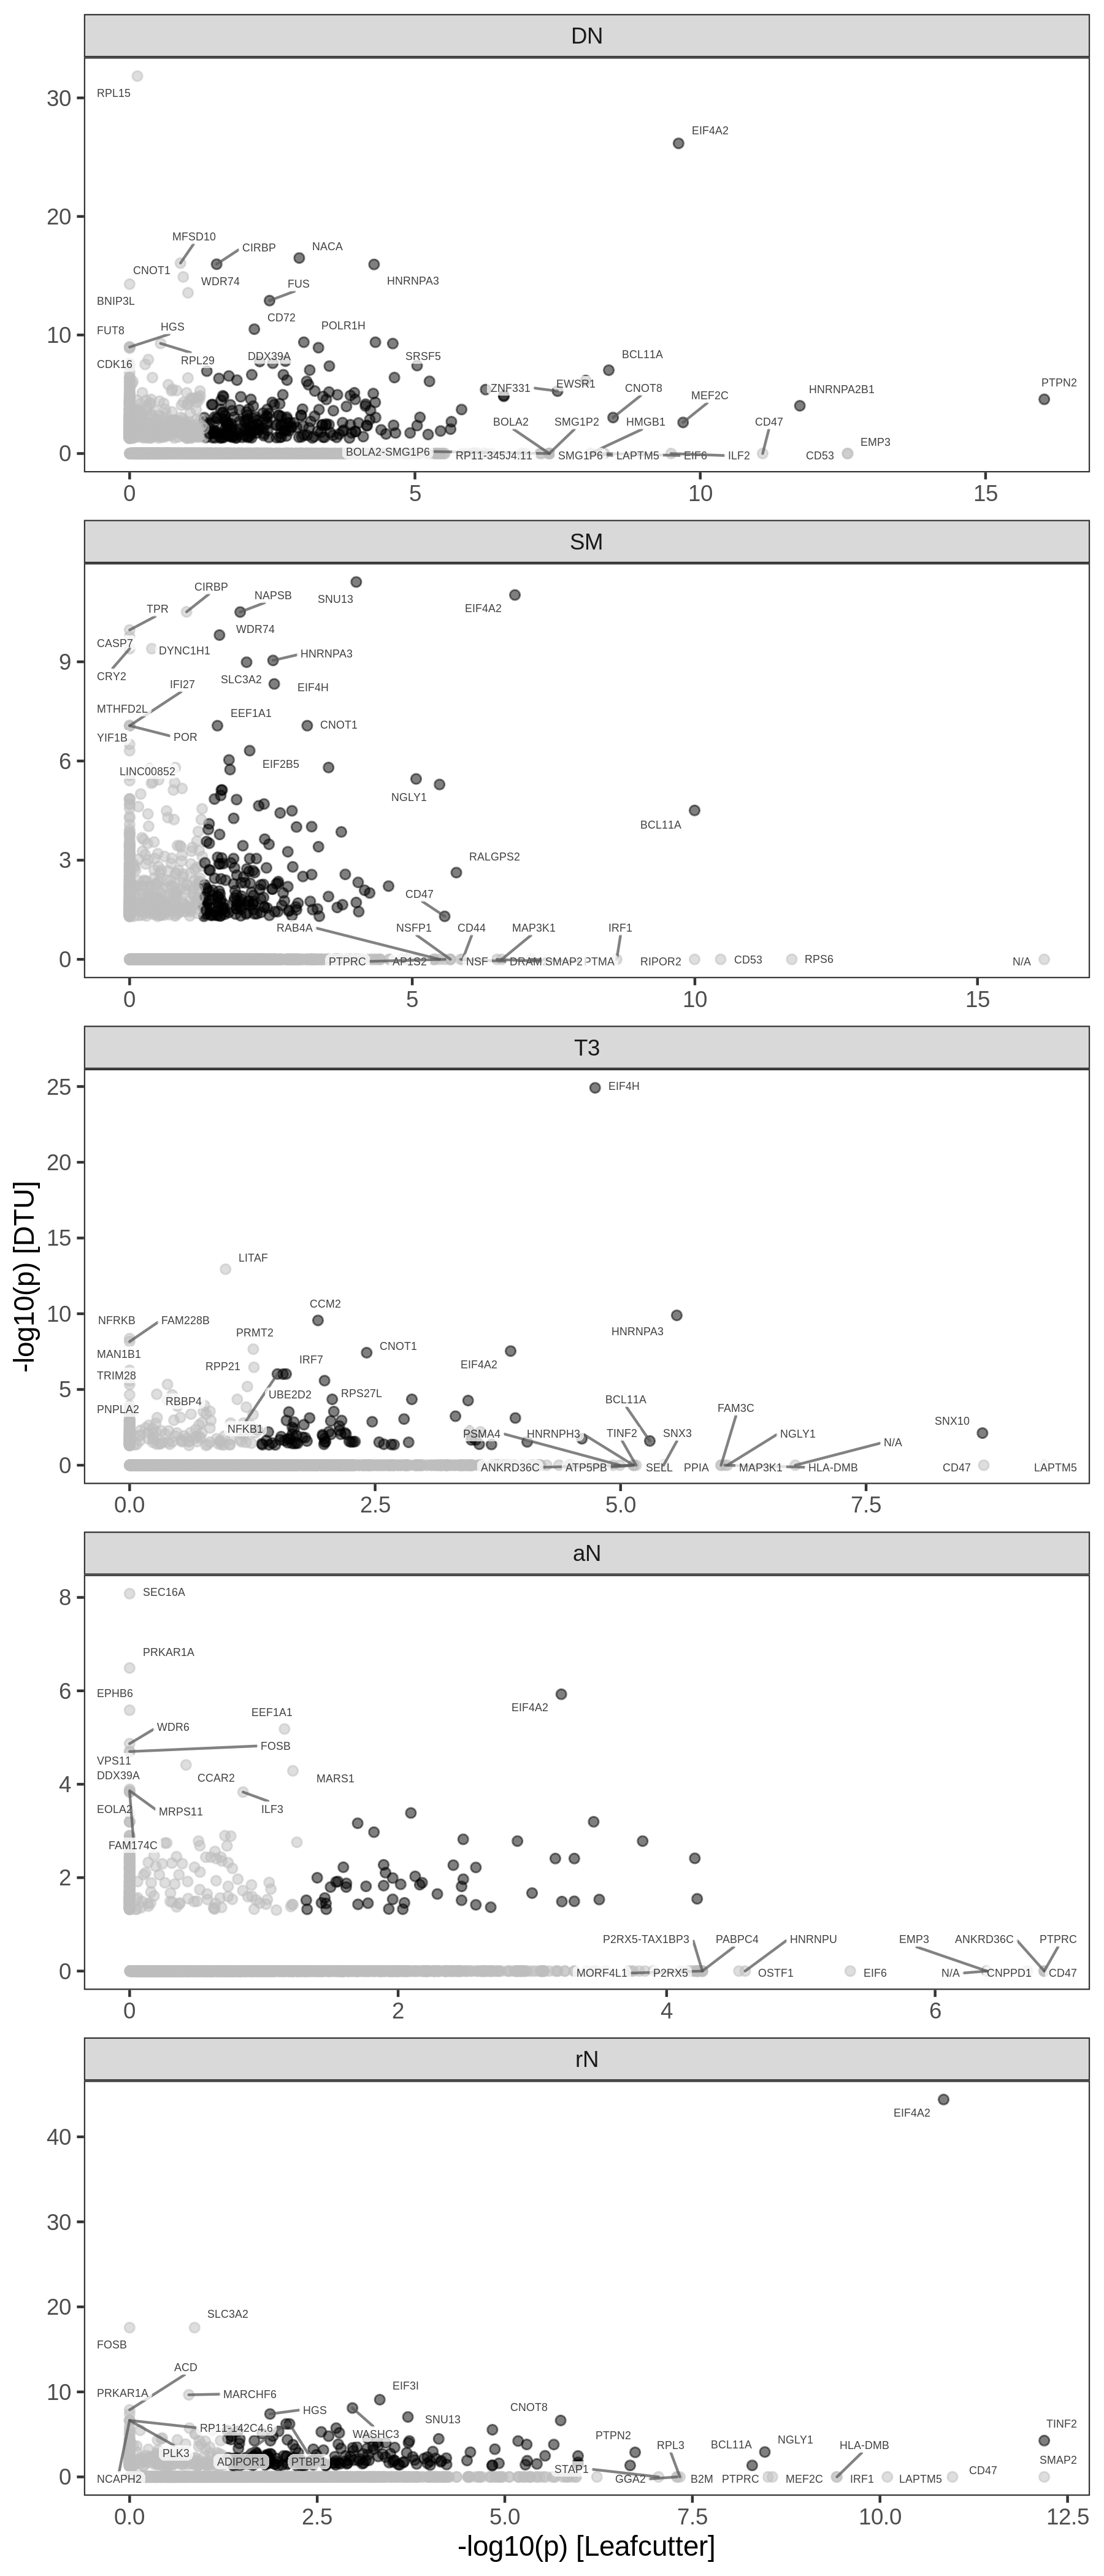 DN
30
RPL15
EIF4A2
20
MFSD10
CIRBP
NACA
CNOT1
WDR74
HNRNPA3
FUS
BNIP3L
CD72
FUT8
HGS
POLR1H
10
CDK16
RPL29
DDX39A
SRSF5
BCL11A
ZNF331
EWSR1
CNOT8
MEF2C
HNRNPA2B1
PTPN2
BOLA2
SMG1P2
HMGB1
CD47
EMP3
0
BOLA2-SMG1P6
RP11-345J4.11
SMG1P6
LAPTM5
EIF6
ILF2
CD53
0
5
10
15
SM
CIRBP
NAPSB
SNU13
EIF4A2
TPR
WDR74
CASP7
DYNC1H1
HNRNPA3
9
CRY2
IFI27
SLC3A2
EIF4H
MTHFD2L
EEF1A1
CNOT1
YIF1B
POR
6
LINC00852
EIF2B5
NGLY1
BCL11A
3
RALGPS2
CD47
RAB4A
NSFP1
CD44
MAP3K1
IRF1
0
PTPRC
AP1S2
NSF
DRAM
SMAP2
PTMA
RIPOR2
CD53
RPS6
N/A
0
5
10
15
T3
25
EIF4H
20
15
LITAF
CCM2
10
NFRKB
FAM228B
PRMT2
HNRNPA3
MAN1B1
RPP21
IRF7
CNOT1
EIF4A2
TRIM28
5
PNPLA2
RBBP4
UBE2D2
RPS27L
BCL11A
FAM3C
NFKB1
PSMA4
HNRNPH3
TINF2
SNX3
NGLY1
N/A
SNX10
0
ANKRD36C
ATP5PB
SELL
PPIA
MAP3K1
HLA-DMB
CD47
LAPTM5
0.0
2.5
5.0
7.5
-log10(p) [DTU]
aN
8
SEC16A
PRKAR1A
6
EPHB6
EIF4A2
WDR6
EEF1A1
FOSB
VPS11
DDX39A
CCAR2
MARS1
4
EOLA2
MRPS11
ILF3
FAM174C
2
P2RX5-TAX1BP3
PABPC4
HNRNPU
EMP3
ANKRD36C
PTPRC
0
MORF4L1
P2RX5
OSTF1
EIF6
N/A
CNPPD1
CD47
0
2
4
6
rN
EIF4A2
40
30
20
SLC3A2
FOSB
ACD
10
PRKAR1A
MARCHF6
EIF3I
HGS
SNU13
CNOT8
RP11-142C4.6
WASHC3
PTPN2
TINF2
PLK3
ADIPOR1
PTBP1
STAP1
RPL3
BCL11A
NGLY1
HLA-DMB
SMAP2
0
NCAPH2
GGA2
B2M
PTPRC
MEF2C
IRF1
LAPTM5
CD47
0.0
2.5
5.0
7.5
10.0
12.5
-log10(p) [Leafcutter]